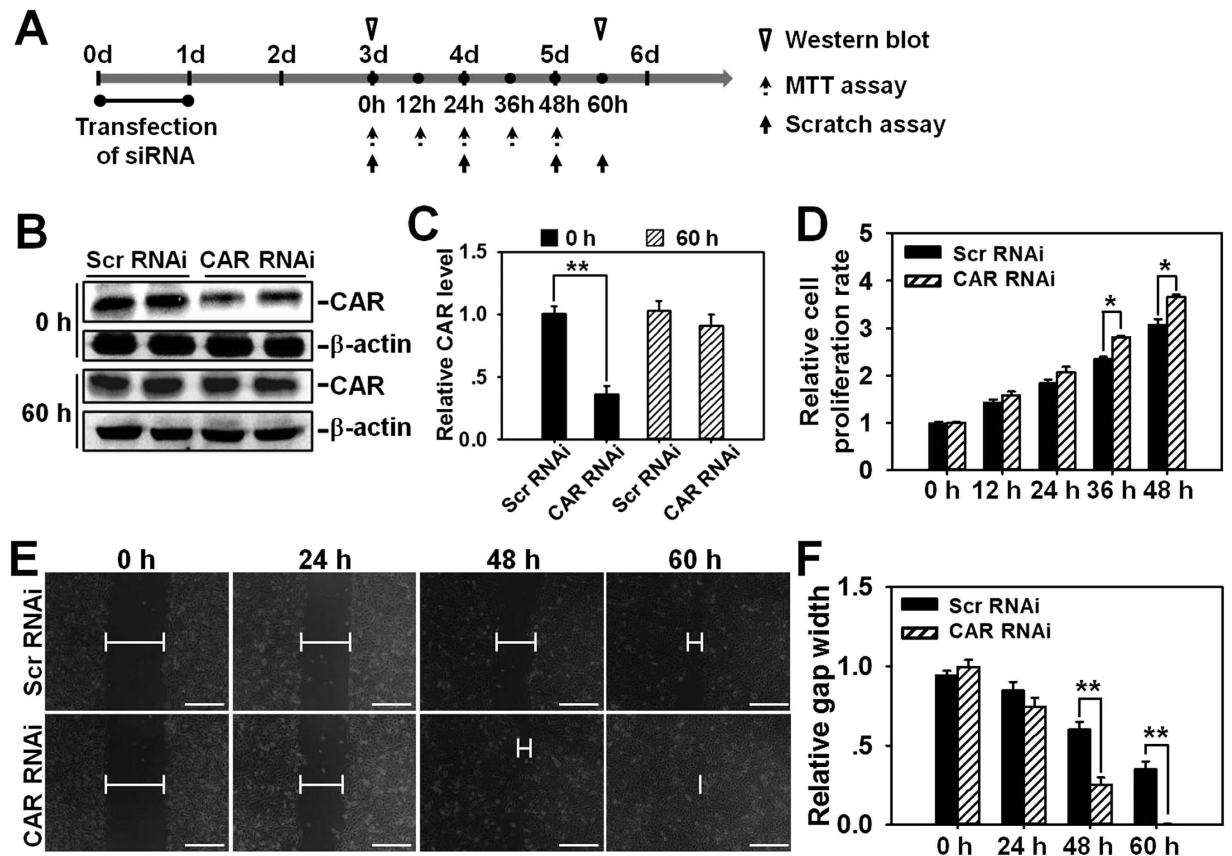 A
0d 1d 2d 3d 4d 5d 6d
0h 12h 24h 36h 48h 60h
Transfection
of siRNA
Western blot
MTT assay
Scratch assay
B
Scr RNAi CAR RNAi
0 h
-CAR
-β-actin
60 h
-CAR
-β-actin
C
0 h 60 h
Relative CAR level
1.5
1.0
.5
0.0
Scr RNAi
CAR RNAi
Scr RNAi
CAR RNAi
**
D
Relative cell
proliferation rate
5
4
3
2
1
0
Scr RNAi
CAR RNAi
*
*
0 h 12 h 24 h 36 h 48 h
E
0 h 24 h 48 h 60 h
Scr RNAi
CAR RNAi
F
Relative gap width
1.5
1.0
.5
0.0
Scr RNAi
CAR RNAi
**
**
0 h 24 h 48 h 60 h